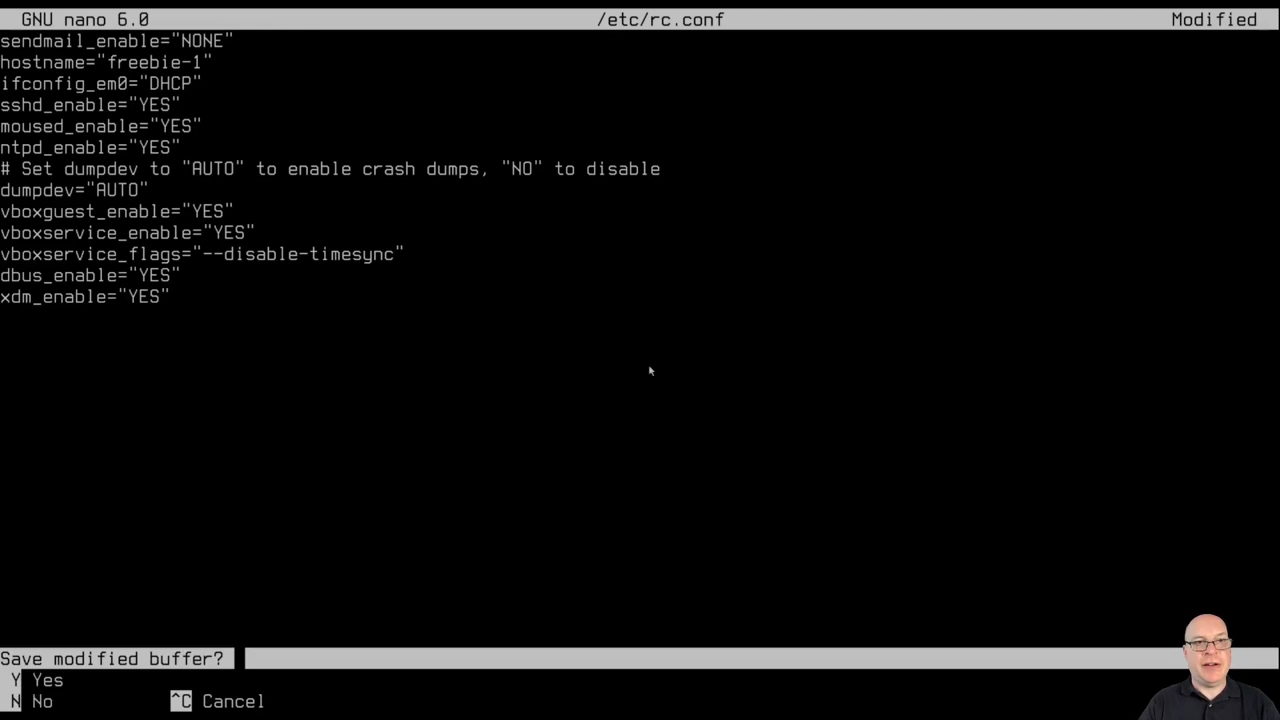 GNU nano 6.0 /etc/rc.conf Modified
sendmail_enable="NONE"
hostname="freebie-1"
ifconfig_em0="DHCP"
sshd_enable="YES"
moused_enable="YES"
ntpd_enable="YES"
# Set dumpdev to "AUTO" to enable crash dumps, "NO" to disable
dumpdev="AUTO"
vboxguest_enable="YES"
vboxservice_enable="YES"
vboxservice_flags="--disable-timesync"
dbus_enable="YES"
xdm_enable="YES"
Save modified buffer?
Y Yes
N No ^C Cancel